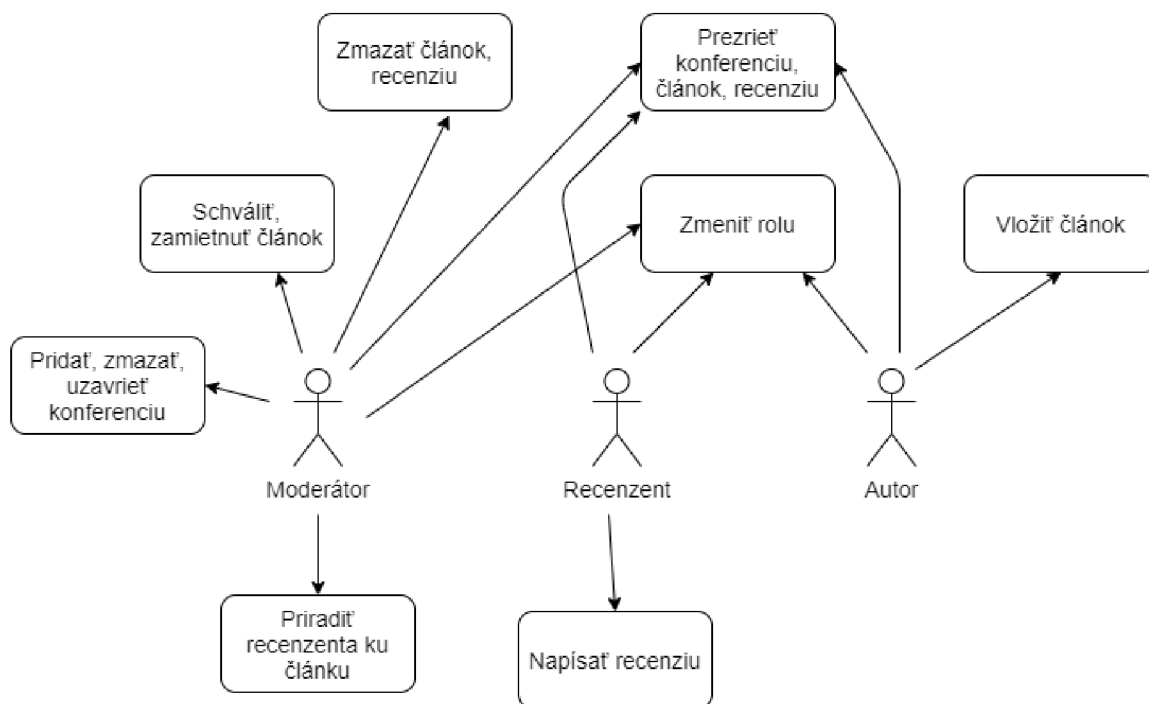 Zmazať článok,
recenziu
Prezrieť
konferenciu,
článok, recenziu
Schváliť,
zamietnuť článok
Zmeniť rolu
Vložiť článok
Pridať, zmazať,
uzavrieť
konferenciu
Moderátor
Recenzent
Autor
Priradiť
recenzenta ku
článku
Napísať recenziu